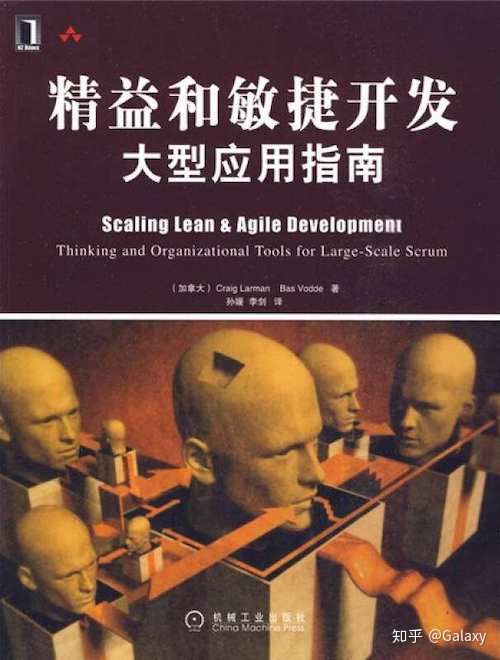 HZ Books
精益和敏捷开发
大型应用指南
Scaling Lean & Agile Development
Thinking and Organizational Tools for Large-Scale Scrum
（加拿大）Craig Larman Bas Vodde 著
孙媛 李剑 译
机械工业出版社
China Machine Press
知乎 @Galaxy